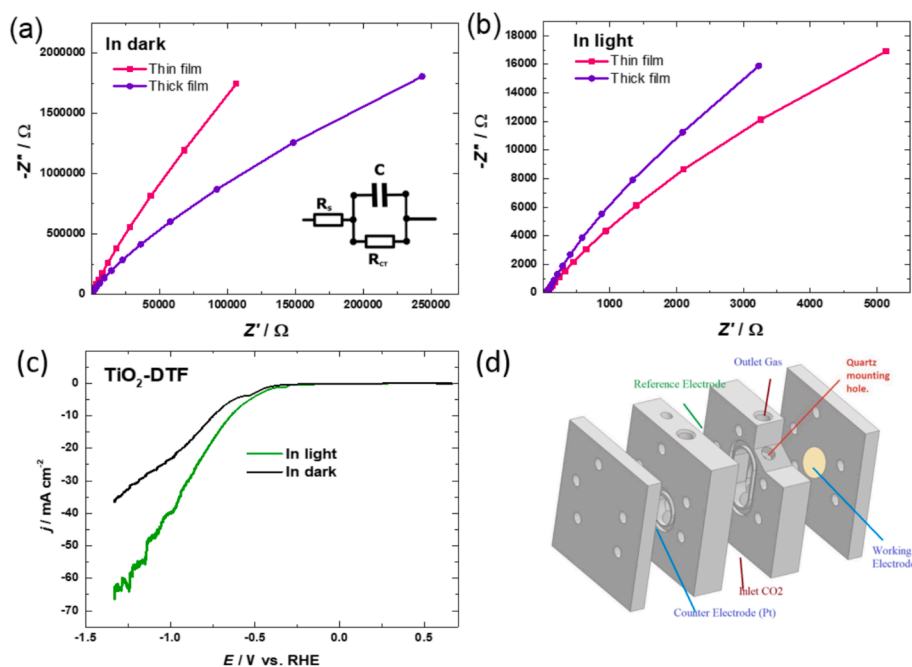 (a)
In dark
Thin film
Thick film
2000000
1500000
1000000
500000
0
-Z" / Ω
0
50000
100000
150000
200000
250000
Z' / Ω
Rs
C
RCT
(b)
In light
Thin film
Thick film
18000
16000
14000
12000
10000
8000
6000
4000
2000
0
-Z" / Ω
0
1000
2000
3000
4000
5000
Z' / Ω
(c)
TiO2-DTF
In light
In dark
0
-10
-20
-30
-40
-50
-60
-70
j / mA cm-2
-1.5
-1.0
-0.5
0.0
0.5
E / V vs. RHE
(d)
Outlet Gas
Quartz
mounting
hole.
Reference Electrode
Working
Electrode
Inlet CO2
Counter Electrode (Pt)